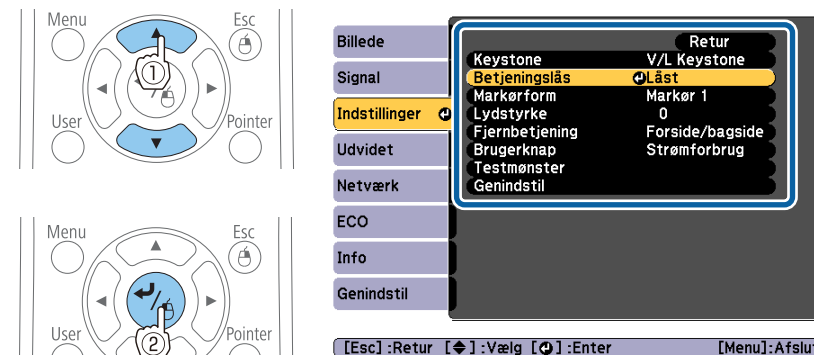 Menu
Esc
1
User
Pointer
Menu
Esc
User
Pointer
2
Billede
Signal
Indstillinger
Udvidet
Netværk
ECO
Info
Genindstil
Retur
Keystone V/L Keystone
Betjeningslås Låst
Markørform Markør 1
Lydstyrke 0
Fjernbetjening Forside/bagside
Brugerknap Strømforbrug
Testmønster
Genindstil
[Esc] :Retur [◆] :Vælg [⏎] :Enter [Menu]:Afslut